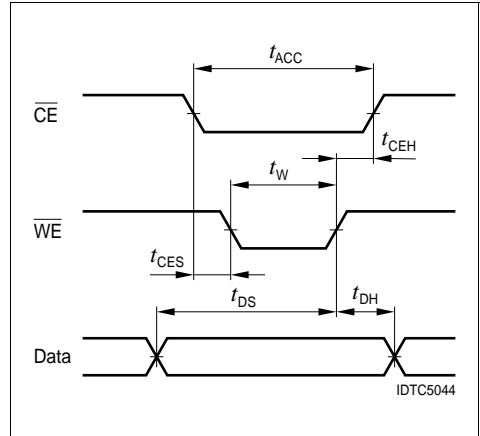 tACC
CE
tCEH
tW
WE
tCES
tDS
tDH
Data
IDTC5044